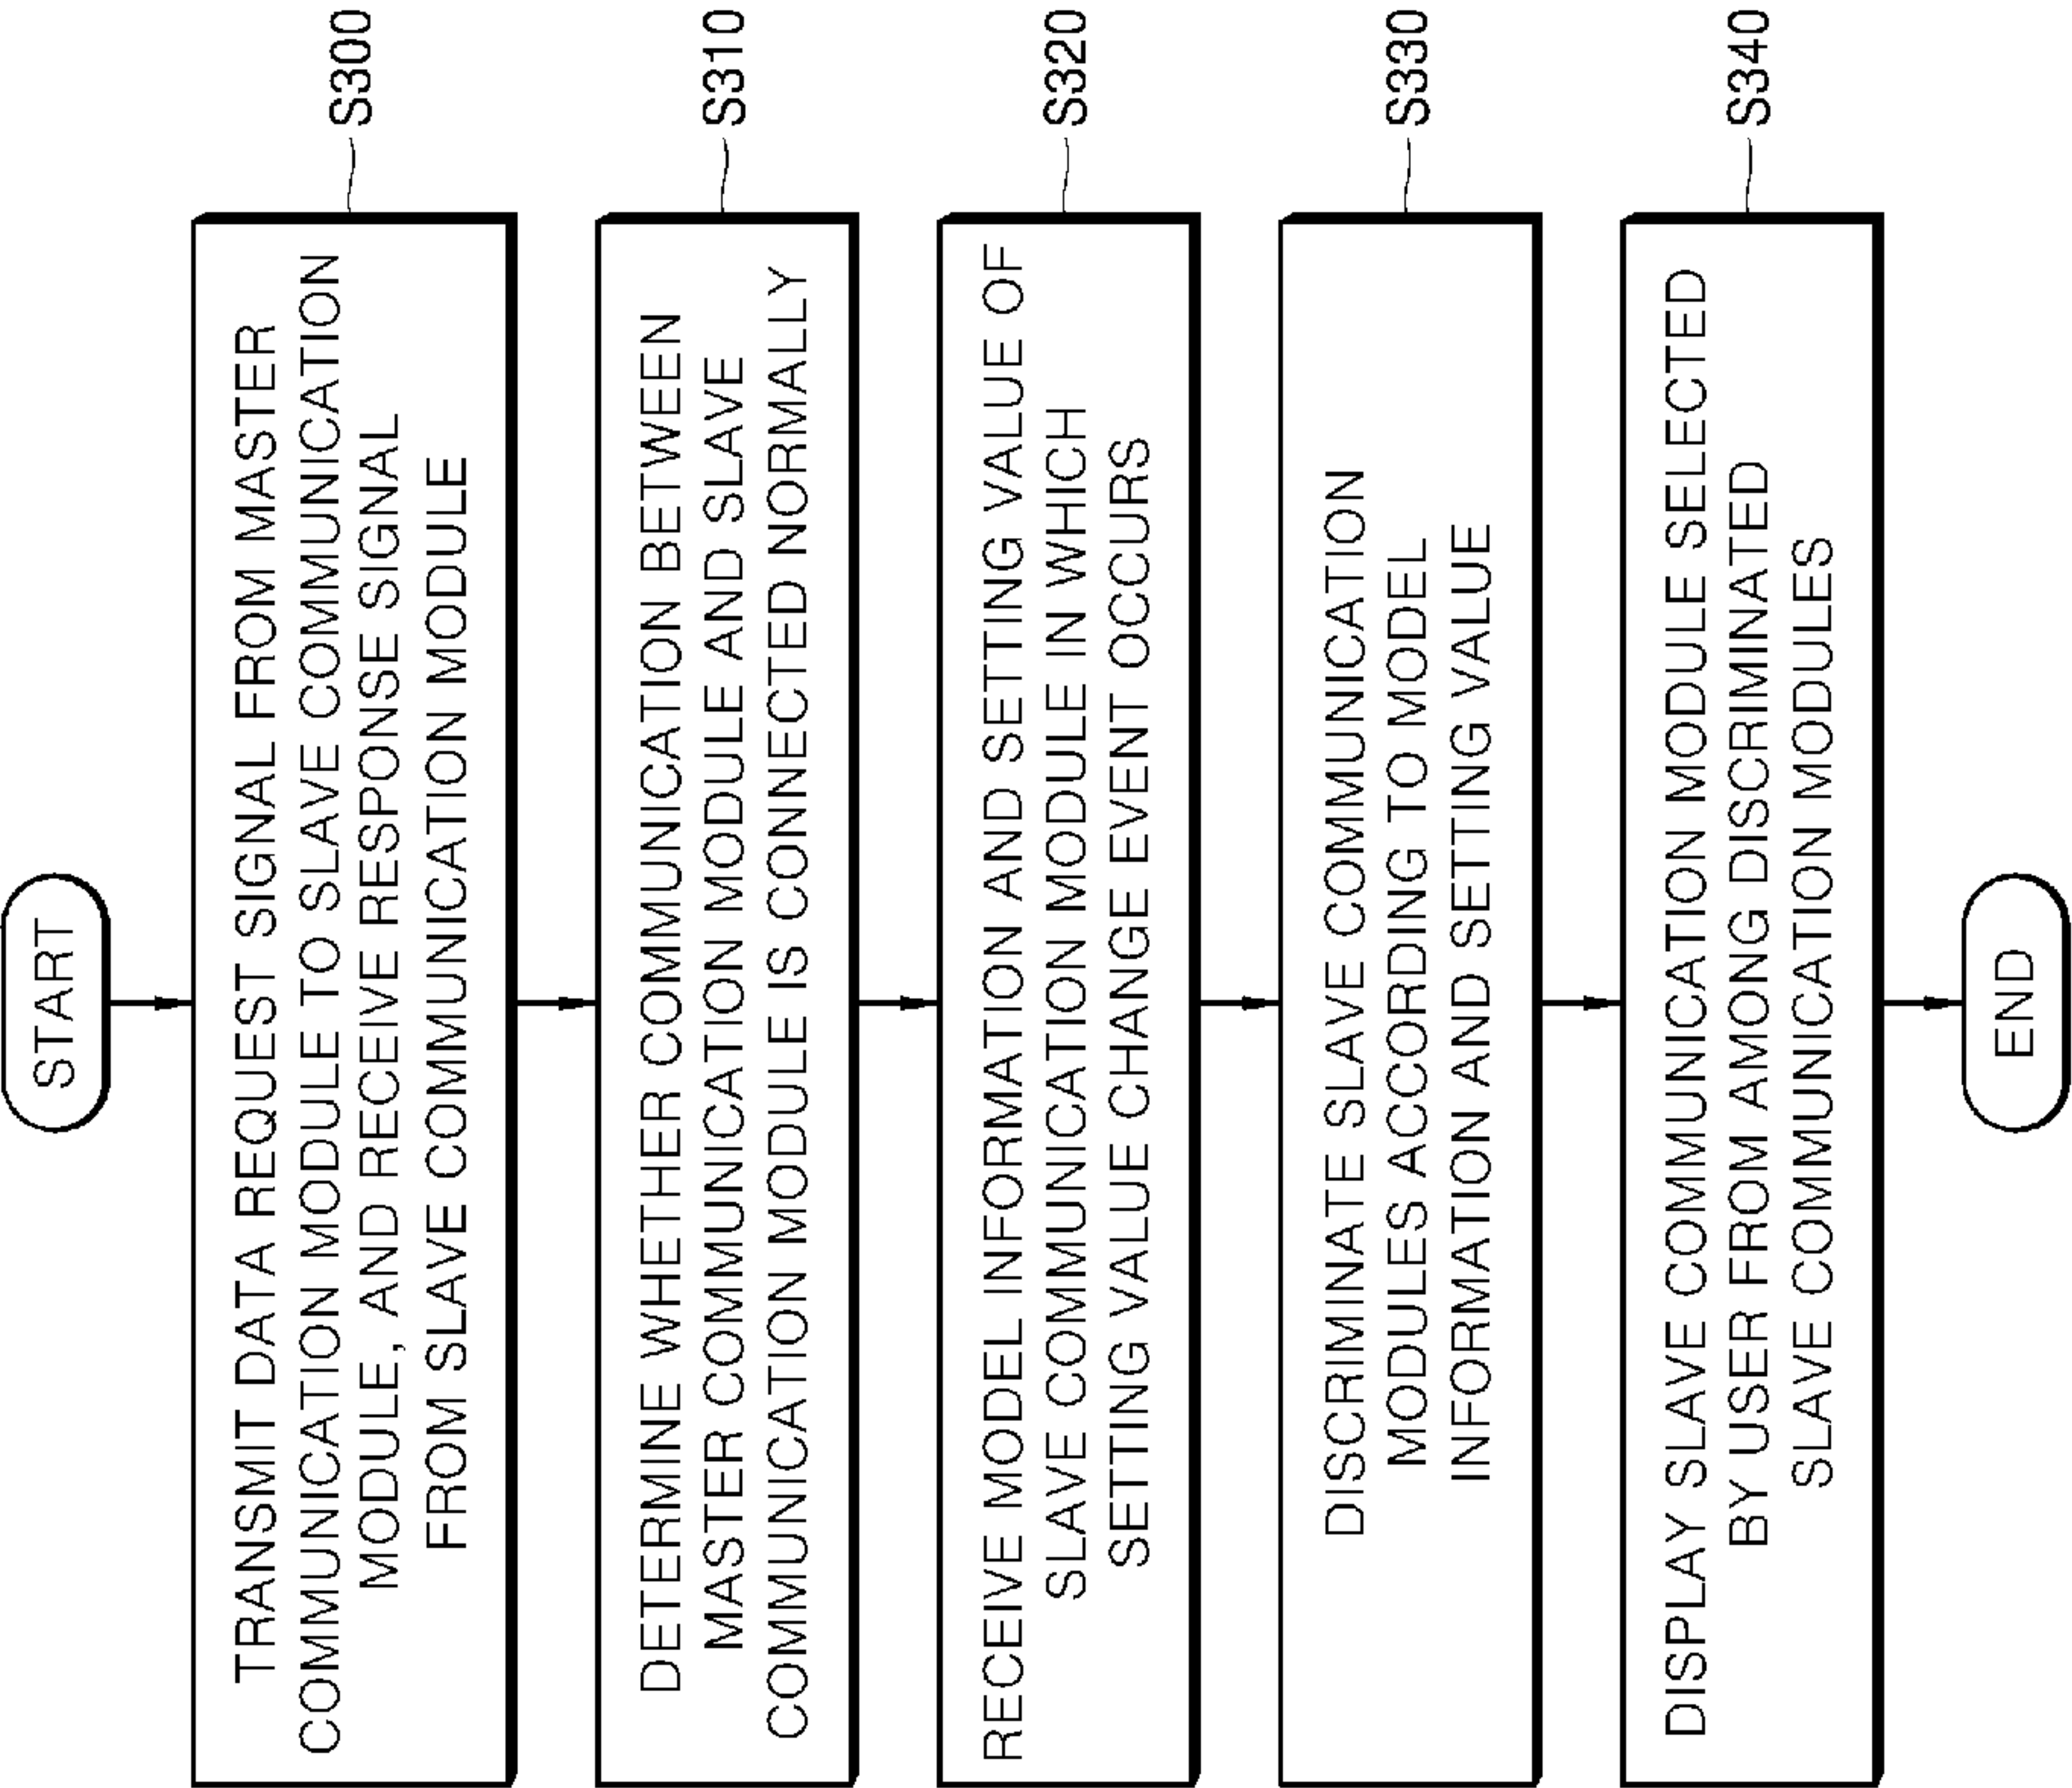 START
TRANSMIT DATA REQUEST SIGNAL FROM MASTER
COMMUNICATION MODULE TO SLAVE COMMUNICATION
MODULE, AND RECEIVE RESPONSE SIGNAL
FROM SLAVE COMMUNICATION MODULE
S300
DETERMINE WHETHER COMMUNICATION BETWEEN
MASTER COMMUNICATION MODULE AND SLAVE
COMMUNICATION MODULE IS CONNECTED NORMALLY
S310
RECEIVE MODEL INFORMATION AND SETTING VALUE OF
SLAVE COMMUNICATION MODULE IN WHICH
SETTING VALUE CHANGE EVENT OCCURS
S320
DISCRIMINATE SLAVE COMMUNICATION
MODULES ACCORDING TO MODEL
INFORMATION AND SETTING VALUE
S330
DISPLAY SLAVE COMMUNICATION MODULE SELECTED
BY USER FROM AMONG DISCRIMINATED
SLAVE COMMUNICATION MODULES
S340
END